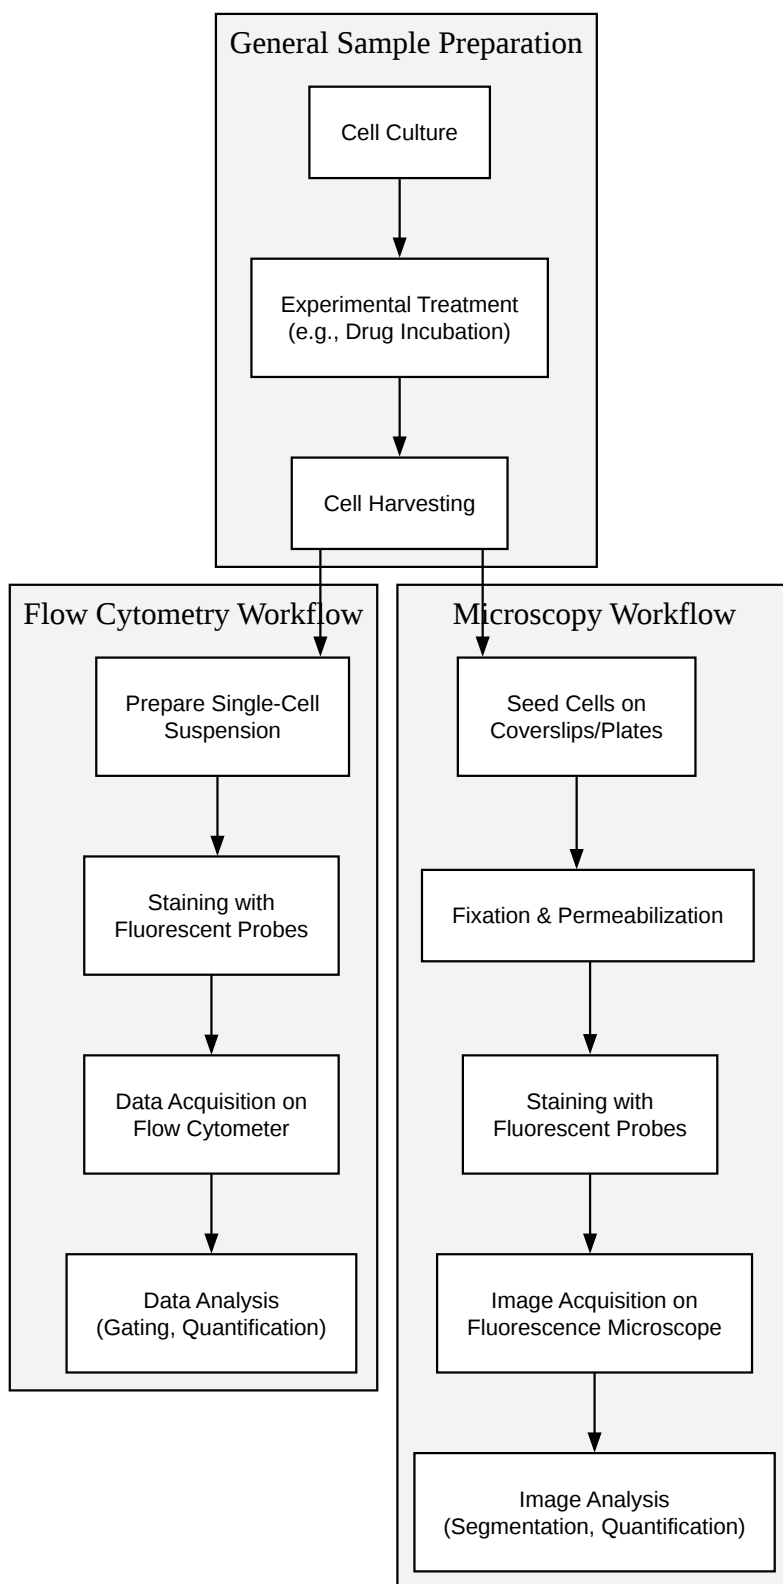 General Sample Preparation
Cell Culture
Experimental Treatment
(e.g., Drug Incubation)
Cell Harvesting
Flow Cytometry Workflow
Prepare Single-Cell
Suspension
Staining with
Fluorescent Probes
Data Acquisition on
Flow Cytometer
Data Analysis
(Gating, Quantification)
Microscopy Workflow
Seed Cells on
Coverslips/Plates
Fixation & Permeabilization
Staining with
Fluorescent Probes
Image Acquisition on
Fluorescence Microscope
Image Analysis
(Segmentation, Quantification)